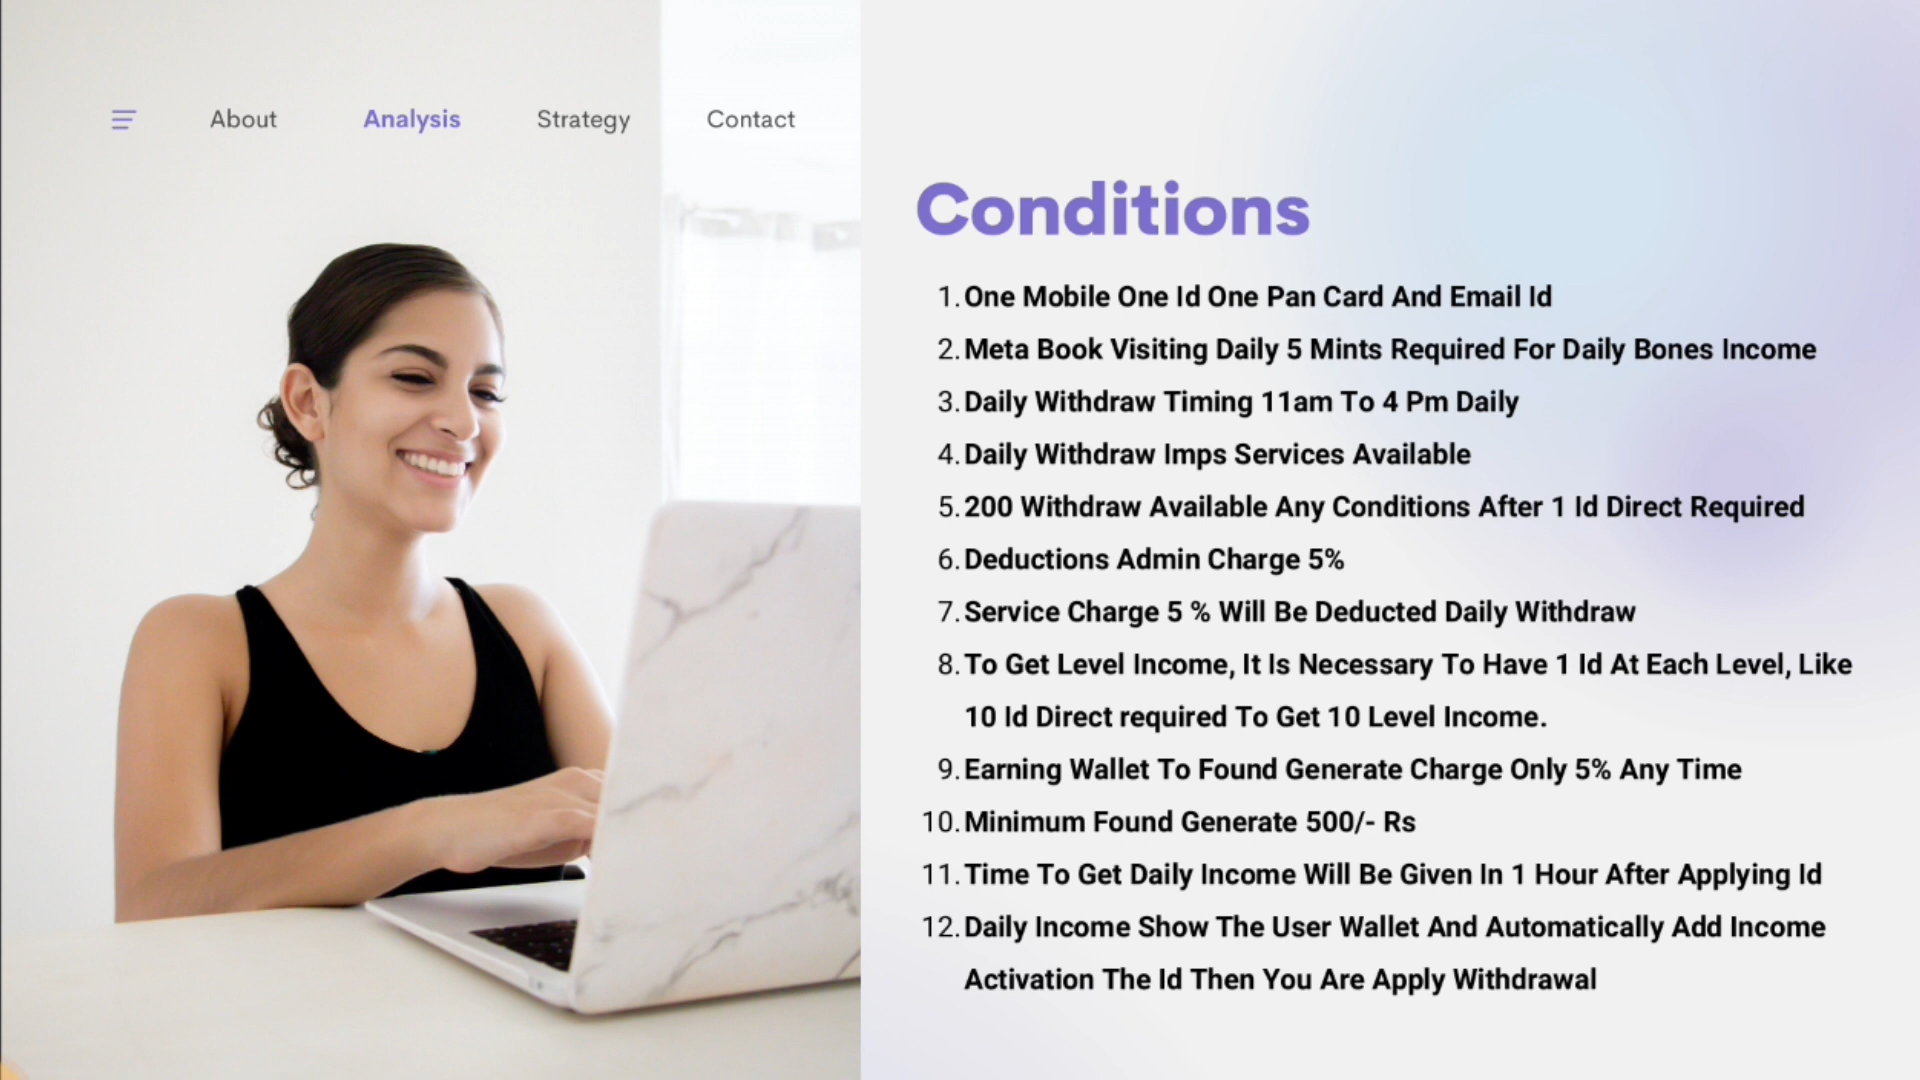 About Analysis Strategy Contact
Conditions
1. One Mobile One Id One Pan Card And Email Id
2. Meta Book Visiting Daily 5 Mints Required For Daily Bones Income
3. Daily Withdraw Timing 11am To 4 Pm Daily
4. Daily Withdraw Imps Services Available
5. 200 Withdraw Available Any Conditions After 1 Id Direct Required
6. Deductions Admin Charge 5%
7. Service Charge 5 % Will Be Deducted Daily Withdraw
8. To Get Level Income, It Is Necessary To Have 1 Id At Each Level, Like
10 Id Direct required To Get 10 Level Income.
9. Earning Wallet To Found Generate Charge Only 5% Any Time
10. Minimum Found Generate 500/- Rs
11. Time To Get Daily Income Will Be Given In 1 Hour After Applying Id
12. Daily Income Show The User Wallet And Automatically Add Income
Activation The Id Then You Are Apply Withdrawal